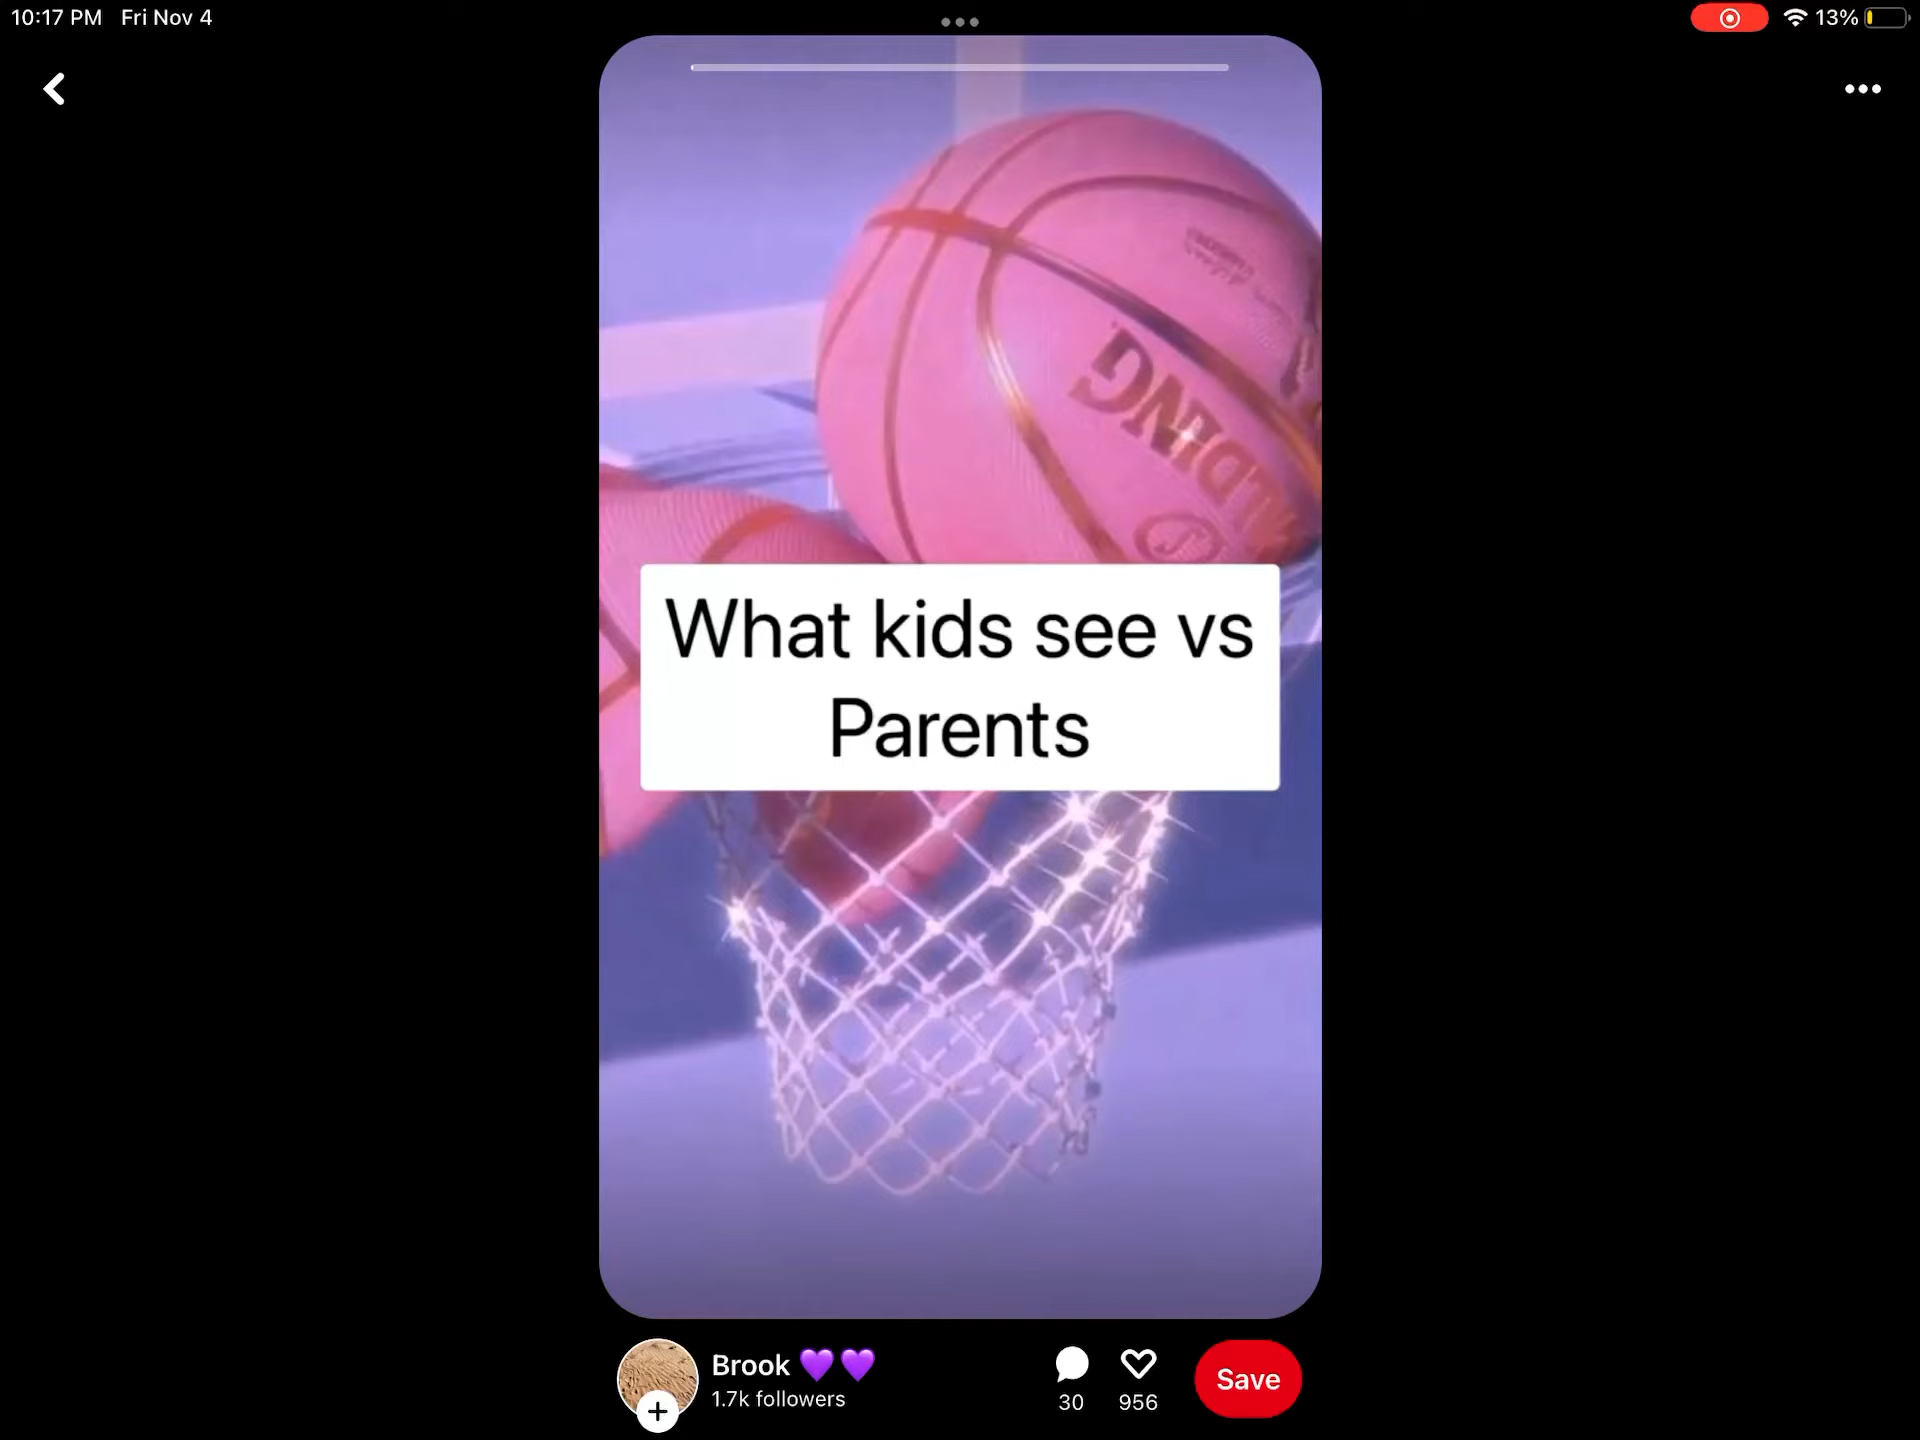 10:17 PM Fri Nov 4
13%
What kids see vs
Parents
Brook 💜💜
1.7k followers
30
956
Save